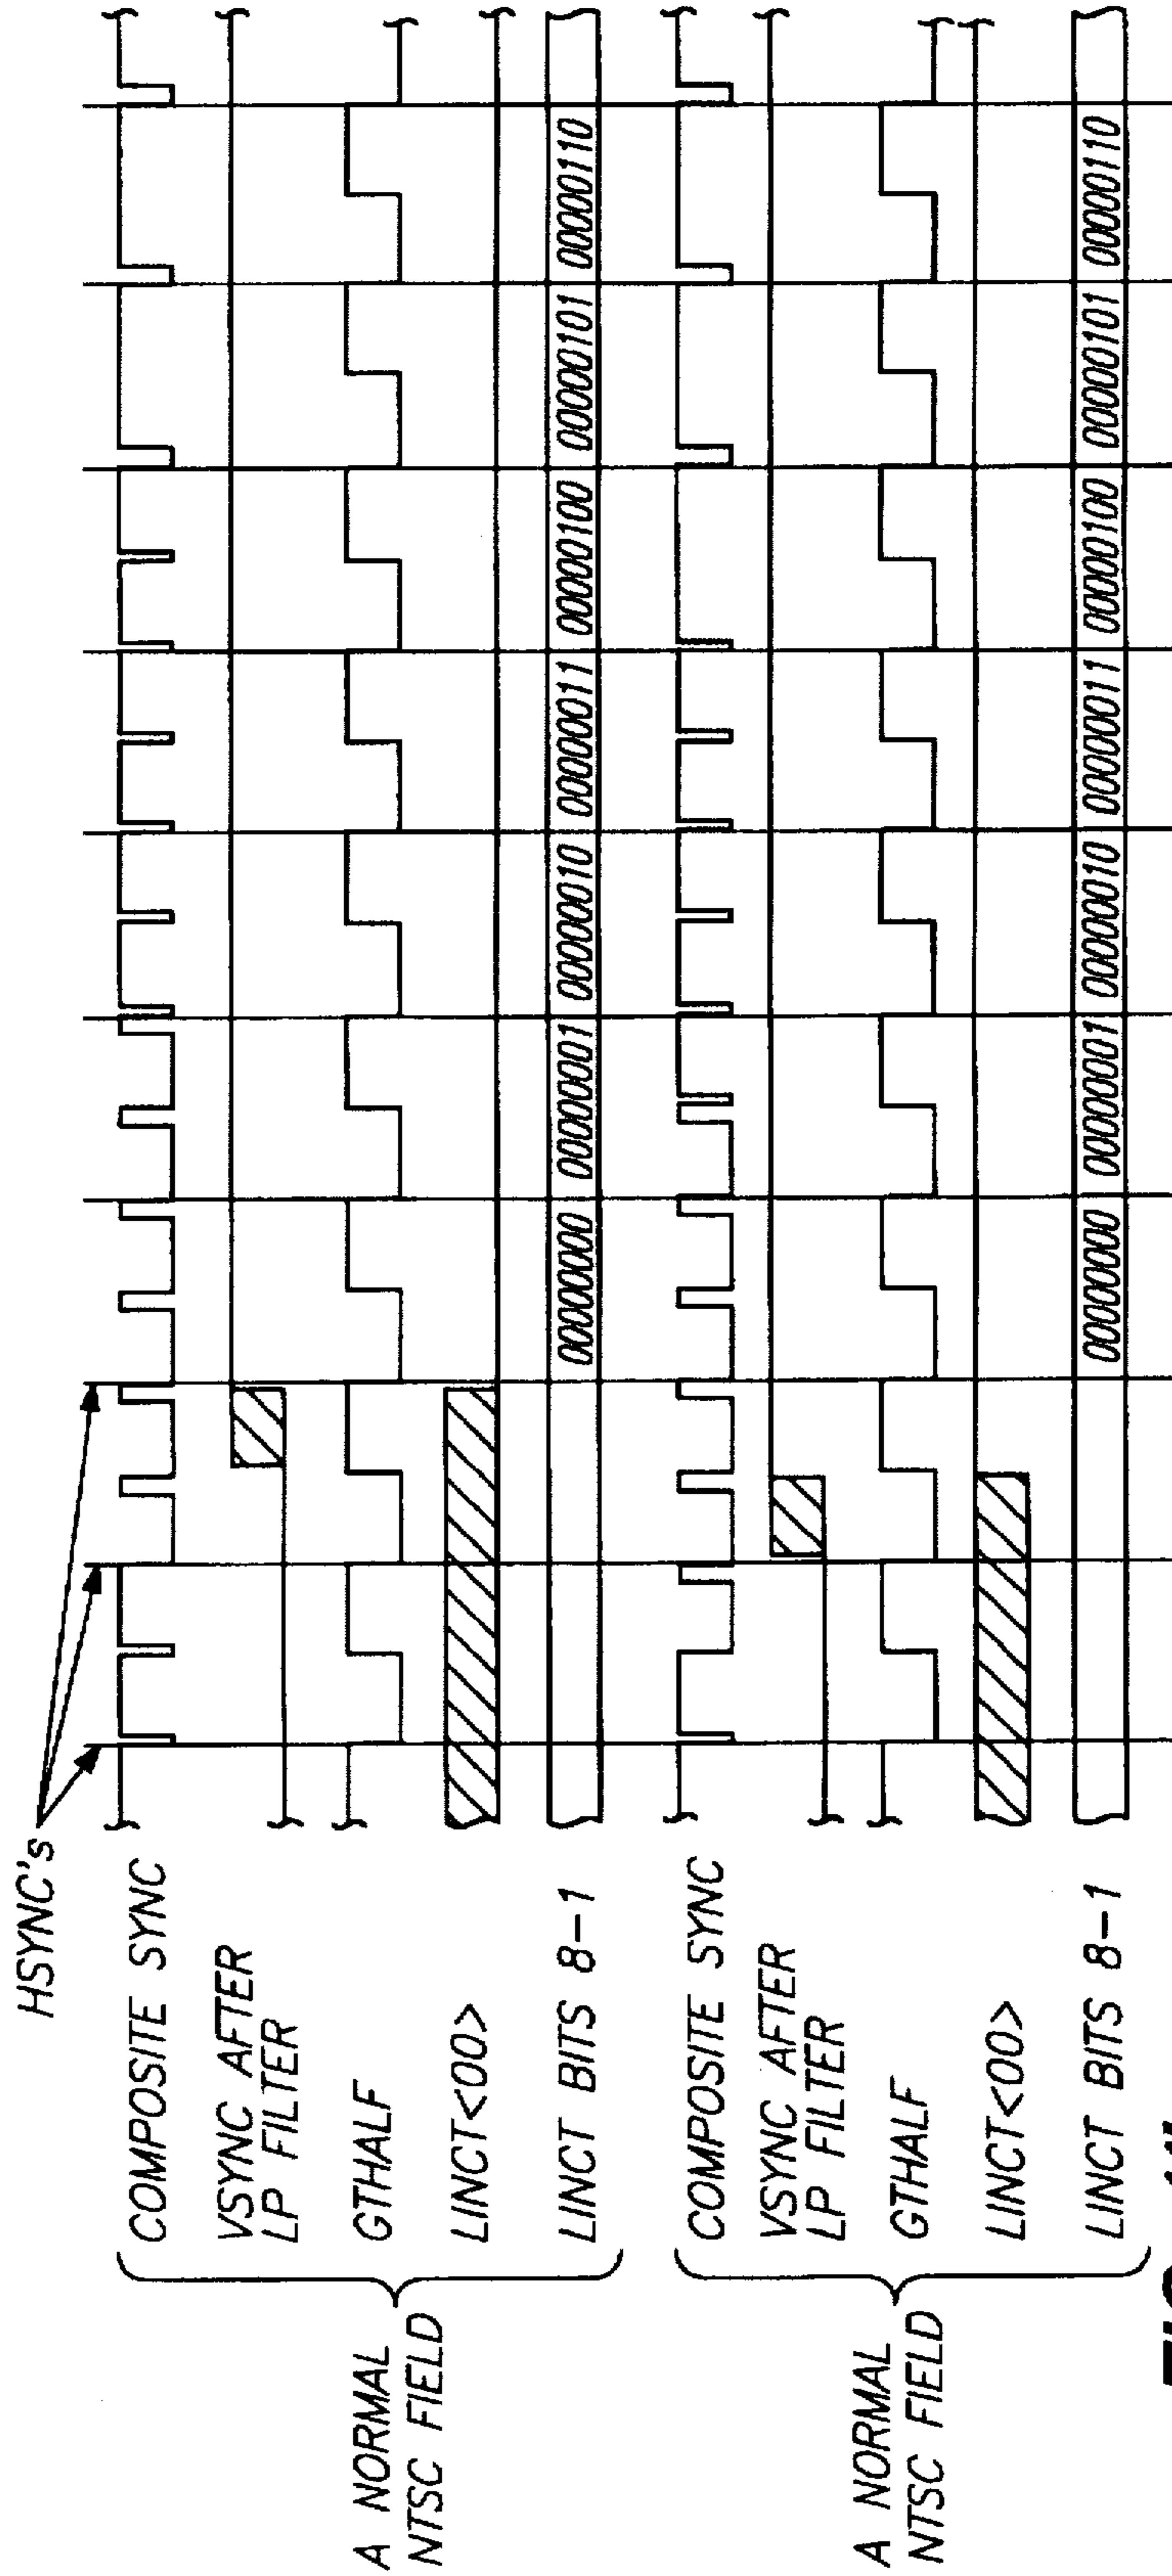 HSYNC's
A NORMAL
NTSC FIELD
COMPOSITE SYNC
VSYNC AFTER
LP FILTER
GTHALF
LINCT<00>
LINCT BITS 8-1
00000000 00000001 00000010 00000011 00000100 00000101 00000110
A NORMAL
NTSC FIELD
COMPOSITE SYNC
VSYNC AFTER
LP FILTER
GTHALF
LINCT<00>
LINCT BITS 8-1
00000000 00000001 00000010 00000011 00000100 00000101 00000110